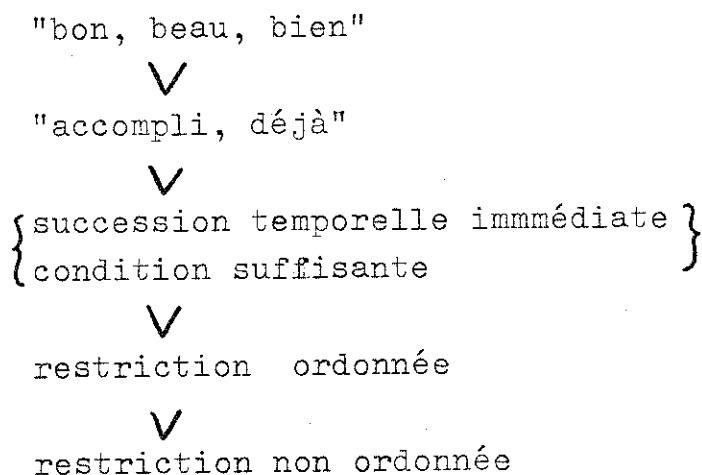 "bon, beau, bien"
V
"accompli, déjà"
V
{succession temporelle immmédiate}
{condition suffisante}
V
restriction ordonnée
V
restriction non ordonnée